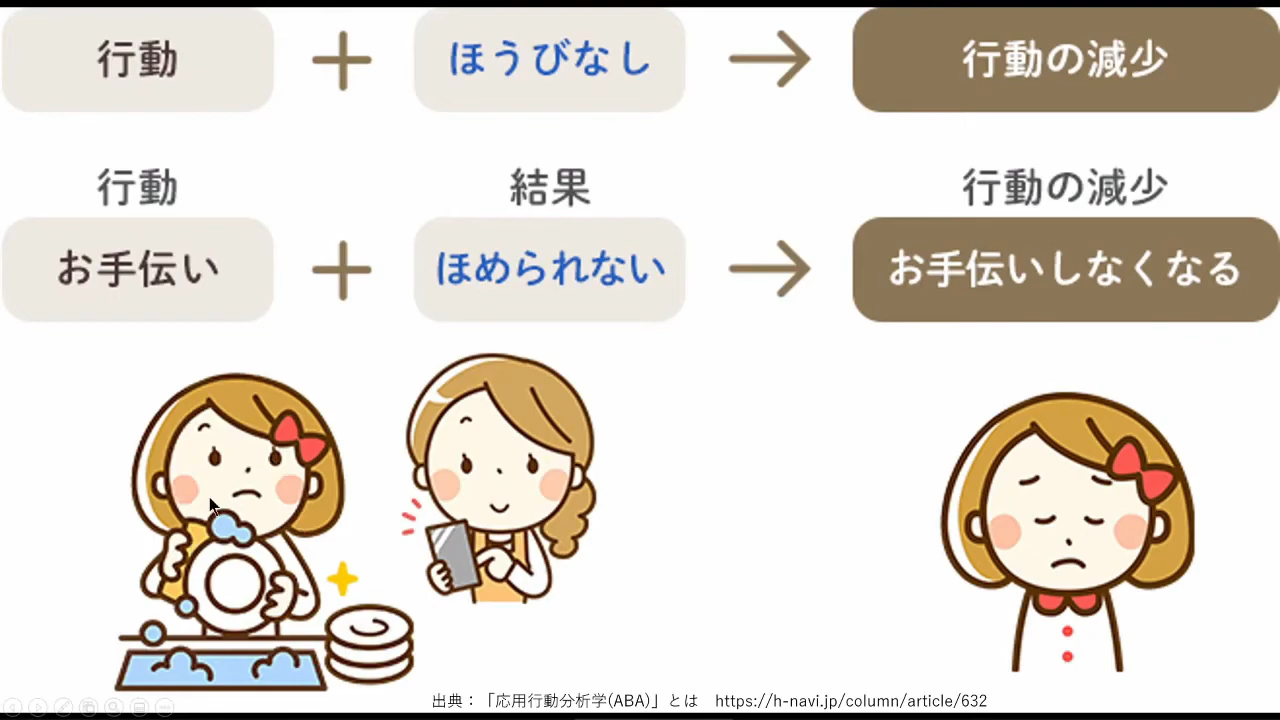 行動 + ほうびなし → 行動の減少
行動 結果 行動の減少
お手伝い + ほめられない → お手伝いしなくなる
出典：「応用行動分析学(ABA)」とは https://h-navi.jp/column/article/632